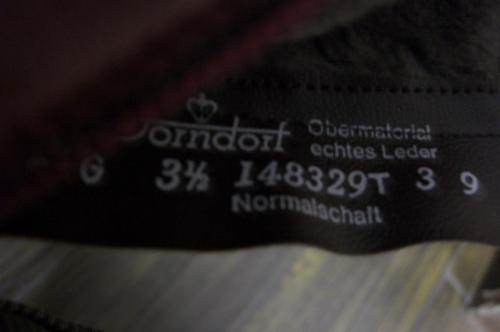 Dorndorf Obermaterial
echtes Leder
G 3½ 148329T 3 9
Normalschaft